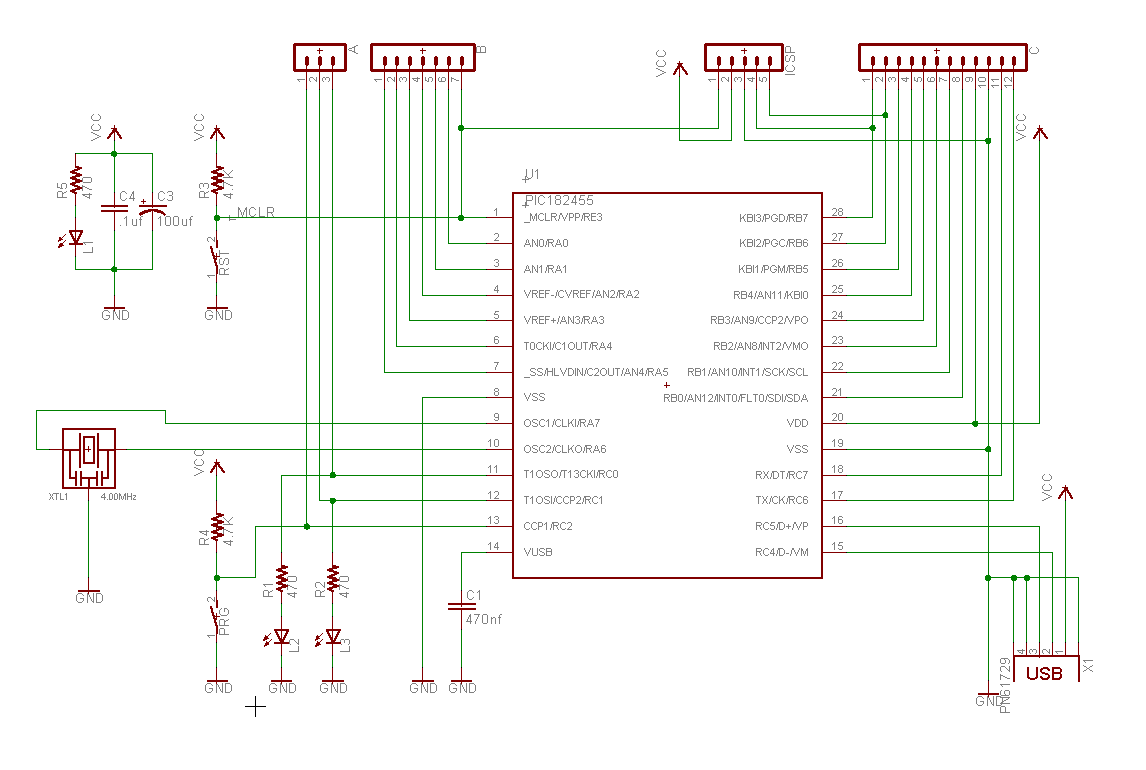 A
B
ICSP
C
1 2 3
1 2 3 4 5 6 7
1 2 3 4 5
1 2 3 4 5 6 7 8 9 10 11 12
VCC
VCC
VCC
VCC
U1
PIC182455
R5
470
C4
.1uf
C3
100uf
L1
GND
R3
4.7K
_MCLR
2
1
RST
GND
1 _MCLR/VPP/RE3
2 AN0/RA0
3 AN1/RA1
4 VREF-/CVREF/AN2/RA2
5 VREF+/AN3/RA3
6 T0CKI/C1OUT/RA4
7 _SS/HLVDIN/C2OUT/AN4/RA5
8 VSS
9 OSC1/CLKI/RA7
10 OSC2/CLKO/RA6
11 T1OSO/T13CKI/RC0
12 T1OSI/CCP2/RC1
13 CCP1/RC2
14 VUSB
KBI3/PGD/RB7 28
KBI2/PGC/RB6 27
KBI1/PGM/RB5 26
RB4/AN11/KBI0 25
RB3/AN9/CCP2/VPO 24
RB2/AN8/INT2/VMO 23
RB1/AN10/INT1/SCK/SCL 22
RB0/AN12/INT0/FLT0/SDI/SDA 21
VDD 20
VSS 19
RX/DT/RC7 18
TX/CK/RC6 17
RC5/D+/VP 16
RC4/D-/VM 15
XTL1
4.00MHz
GND
VCC
R4
4.7K
2
1
PRG
GND
R1
470
L2
GND
R2
470
L3
GND
GND
C1
470nf
GND
VCC
4 3 2 1
USB
X1
PN61729
GND